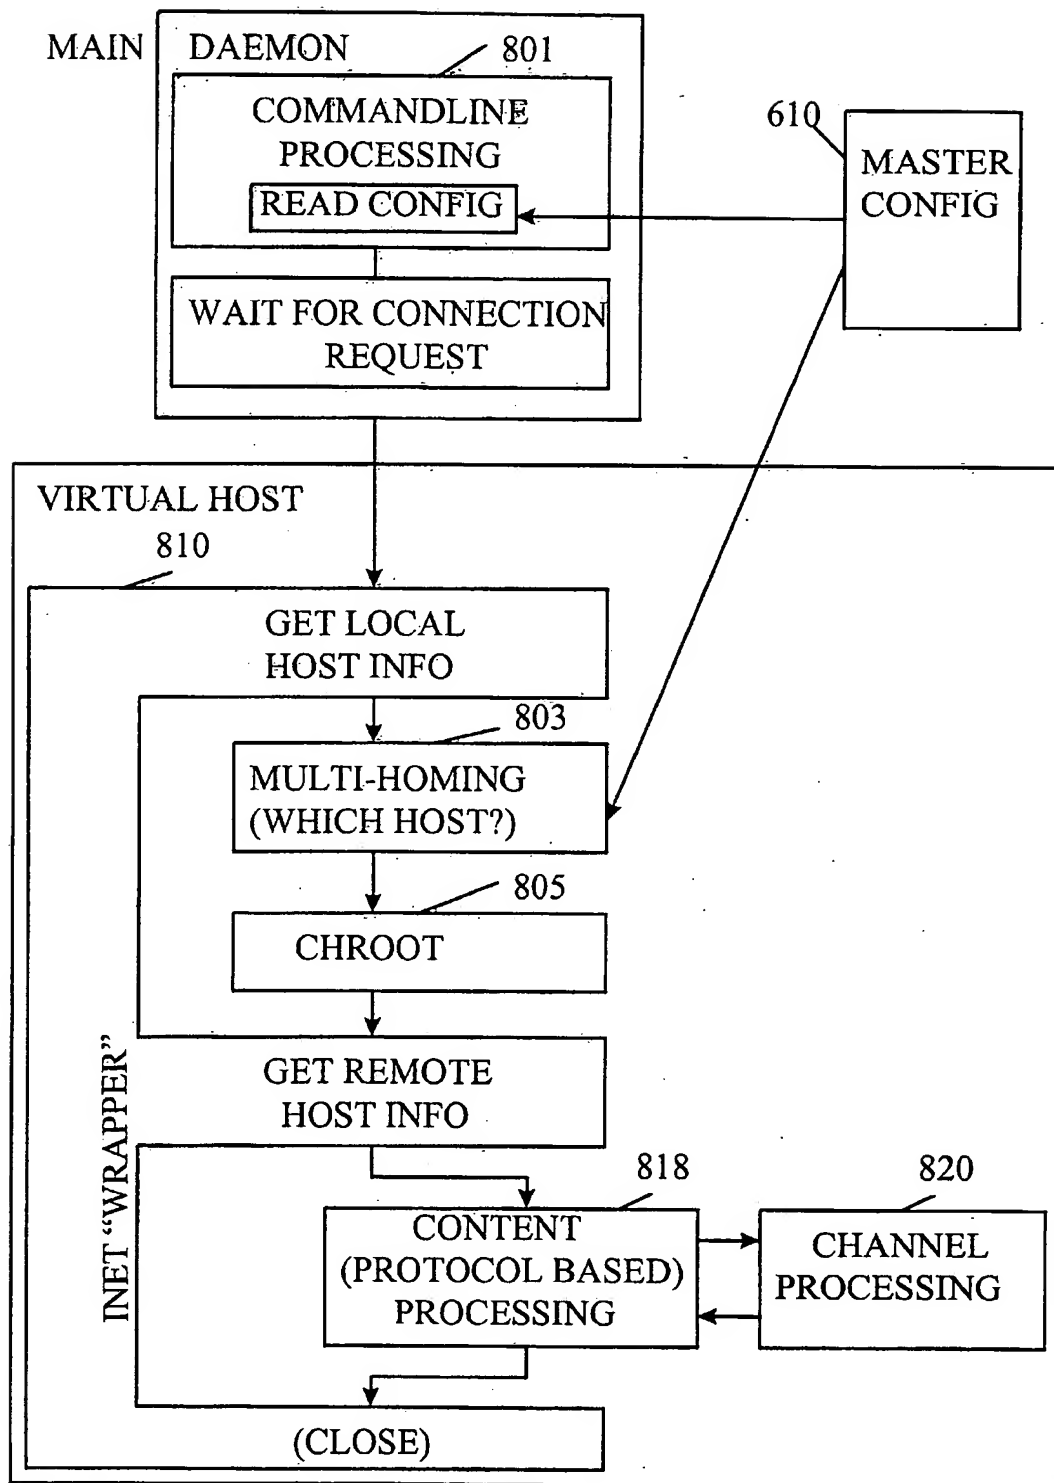 MAIN DAEMON
801
COMMANDLINE
PROCESSING
READ CONFIG
610
MASTER
CONFIG
WAIT FOR CONNECTION
REQUEST
VIRTUAL HOST
810
GET LOCAL
HOST INFO
803
MULTI-HOMING
(WHICH HOST?)
805
CHROOT
INET “WRAPPER”
GET REMOTE
HOST INFO
818
CONTENT
(PROTOCOL BASED)
PROCESSING
820
CHANNEL
PROCESSING
(CLOSE)